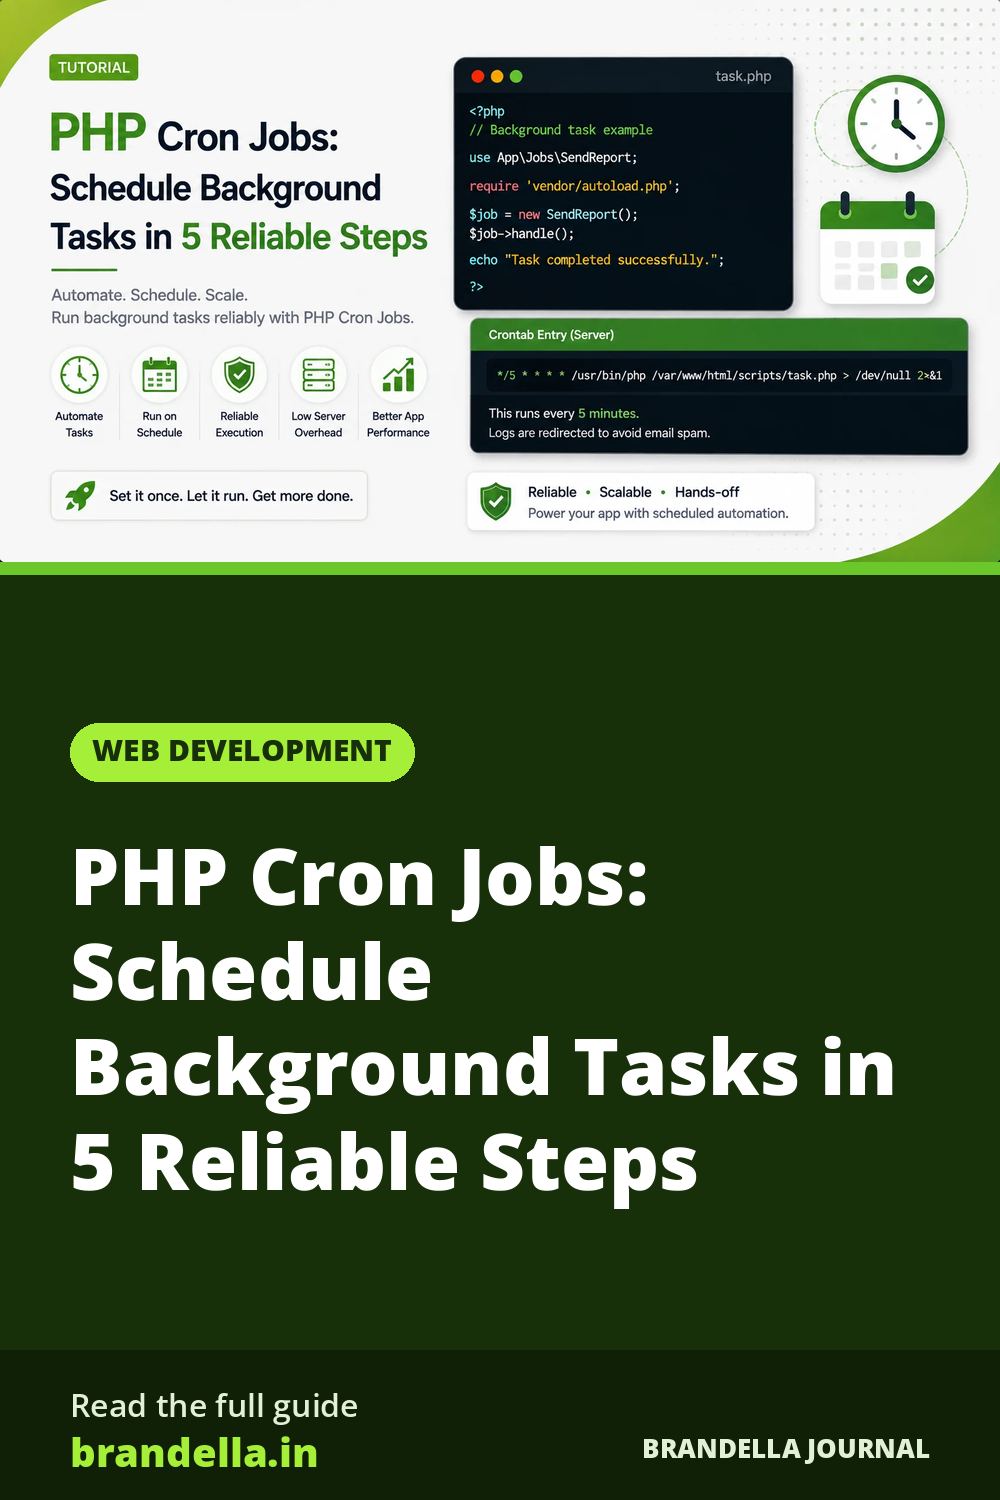 TUTORIAL
PHP Cron Jobs:
Schedule Background
Tasks in 5 Reliable Steps
Automate. Schedule. Scale.
Run background tasks reliably with PHP Cron Jobs.
Automate
Tasks
Run on
Schedule
Reliable
Execution
Low Server
Overhead
Better App
Performance
Set it once. Let it run. Get more done.
task.php
<?php
// Background task example
use App\Jobs\SendReport;
require 'vendor/autoload.php';
$job = new SendReport();
$job->handle();
echo "Task completed successfully.";
?>
Crontab Entry (Server)
*/5 * * * * /usr/bin/php /var/www/html/scripts/task.php > /dev/null 2>&1
This runs every 5 minutes.
Logs are redirected to avoid email spam.
Reliable • Scalable • Hands-off
Power your app with scheduled automation.
WEB DEVELOPMENT
PHP Cron Jobs:
Schedule
Background Tasks in
5 Reliable Steps
Read the full guide
brandella.in
BRANDELLA JOURNAL